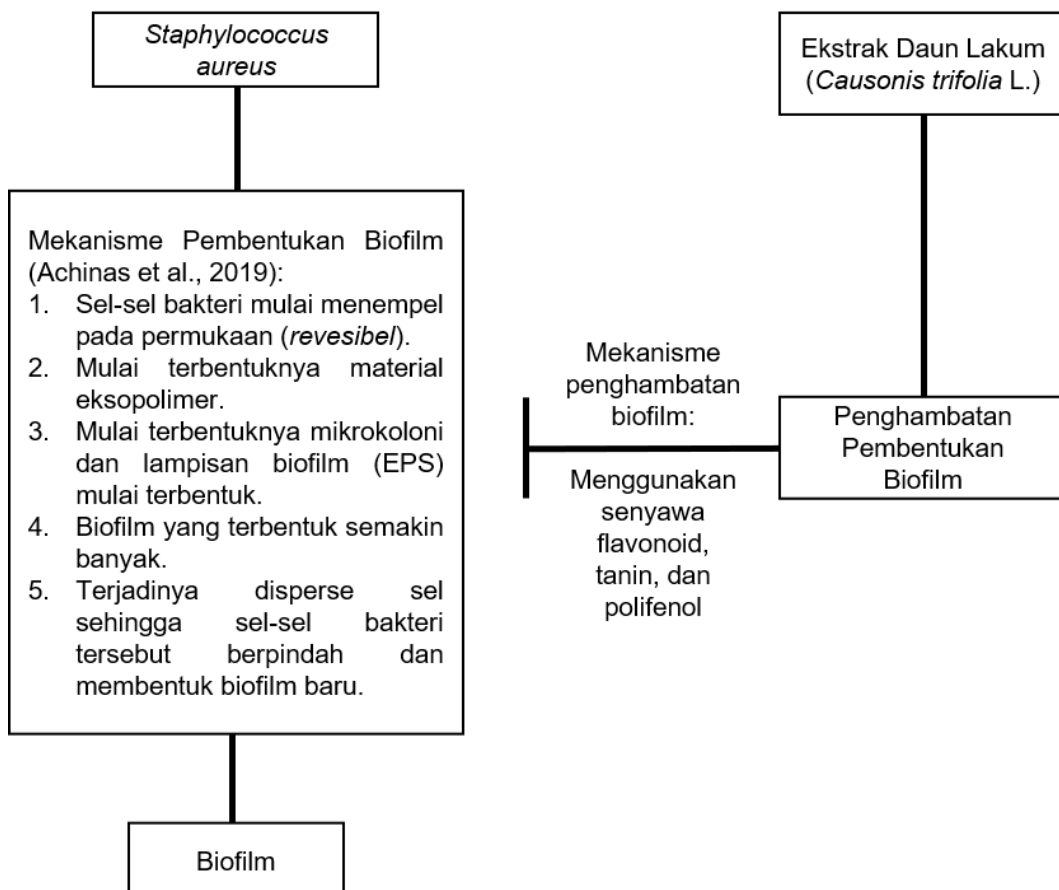 Staphylococcus
aureus
Ekstrak Daun Lakum
(Causonis trifolia L.)
Mekanisme Pembentukan Biofilm
(Achinas et al., 2019):
1. Sel-sel bakteri mulai menempel
pada permukaan (revesibel).
2. Mulai terbentuknya material
eksopolimer.
3. Mulai terbentuknya mikrokoloni
dan lampisan biofilm (EPS)
mulai terbentuk.
4. Biofilm yang terbentuk semakin
banyak.
5. Terjadinya disperse sel
sehingga sel-sel bakteri
tersebut berpindah dan
membentuk biofilm baru.
Mekanisme
penghambatan
biofilm:
Menggunakan
senyawa
flavonoid,
tanin, dan
polifenol
Penghambatan
Pembentukan
Biofilm
Biofilm